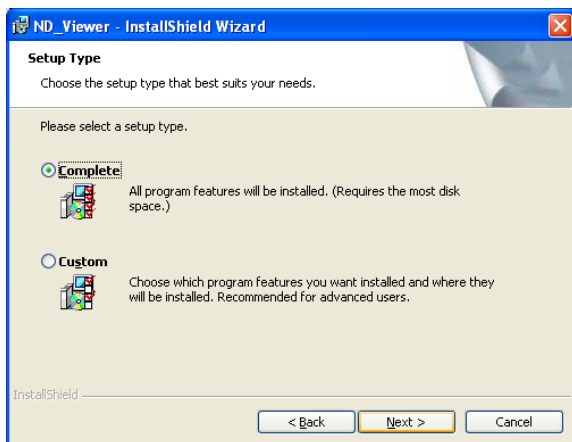 ND_Viewer - InstallShield Wizard
Setup Type
Choose the setup type that best suits your needs.
Please select a setup type.
Complete
All program features will be installed. (Requires the most disk
space.)
Custom
Choose which program features you want installed and where they
will be installed. Recommended for advanced users.
InstallShield
< Back Next > Cancel